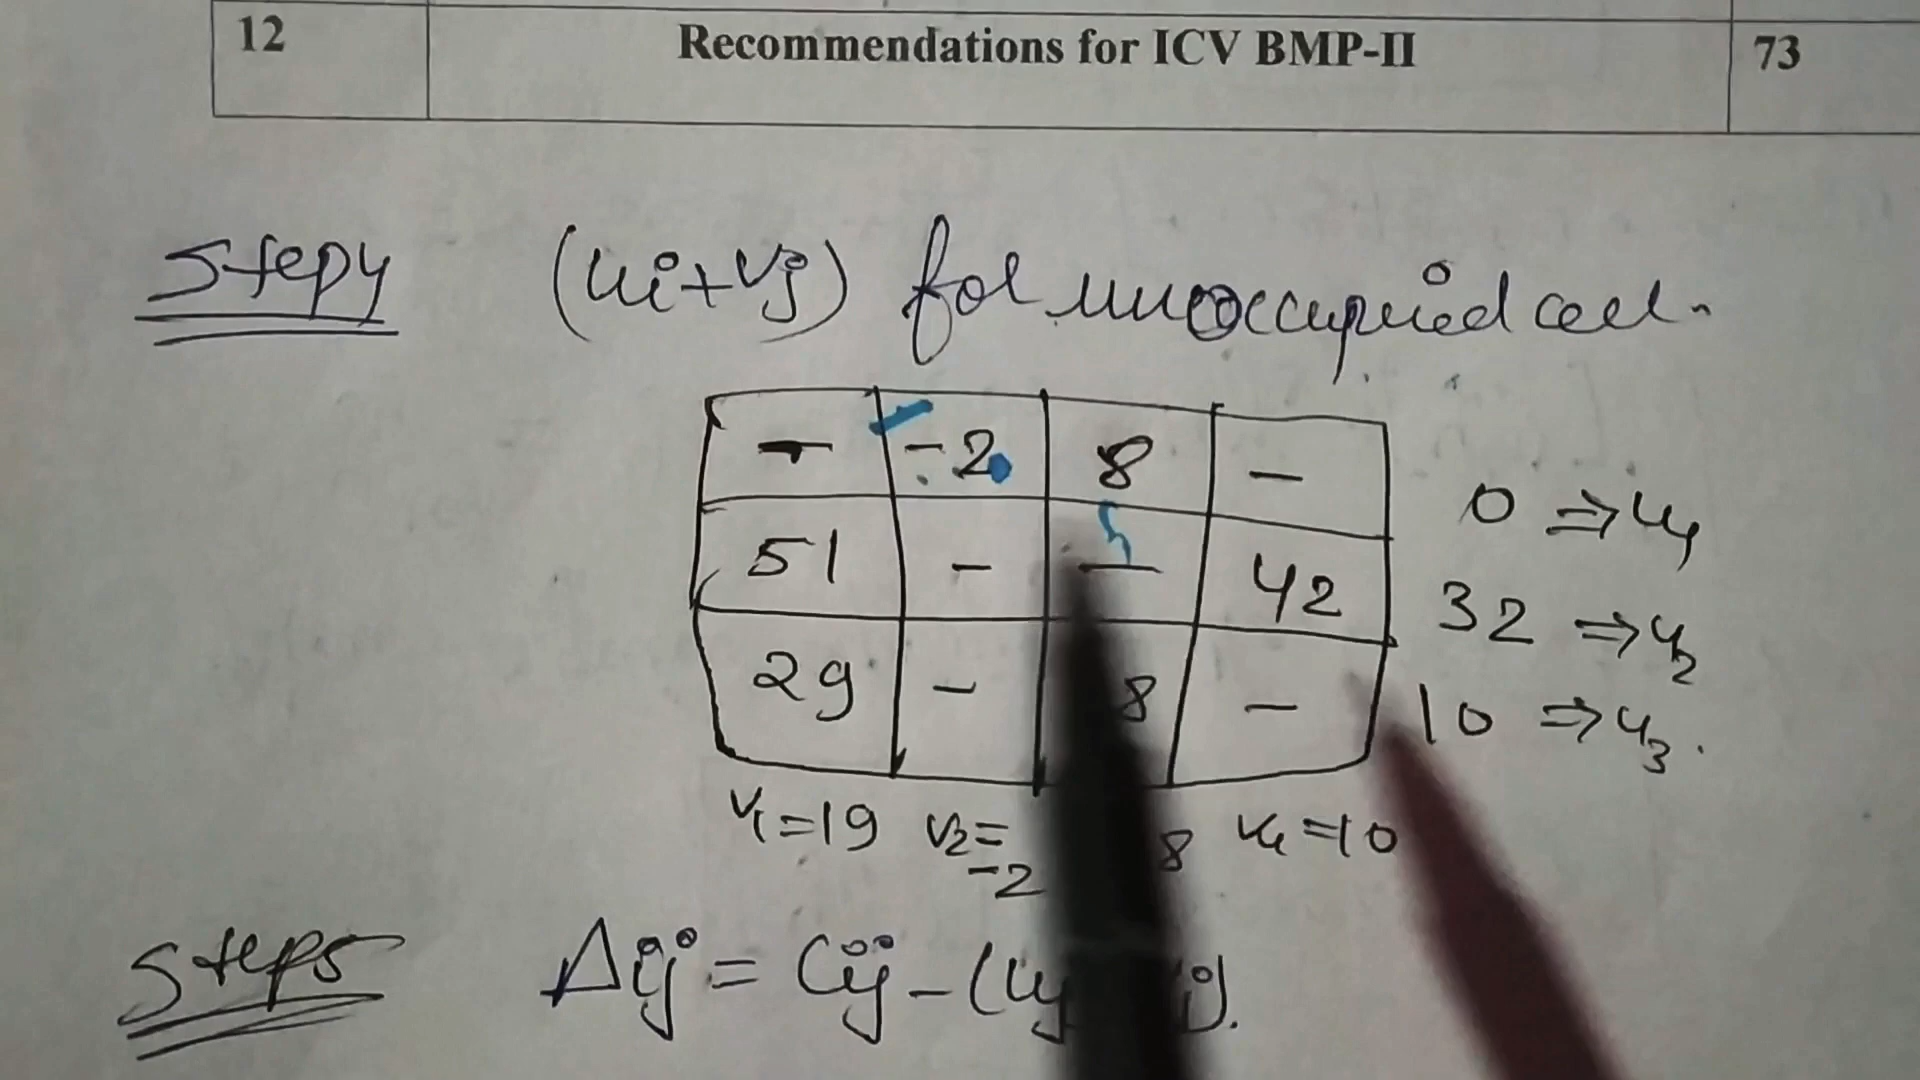 12 Recommendations for ICV BMP-II 73
Step4 (ui+vj) for unoccupied cell.
- -2 8 - 0 ⇒ u1
51 - - 42 32 ⇒ u2
29 - 8 - 10 ⇒ u3.
v1=19 v2=-2 8 v4=10
Step5 Δij = Cij - (ui j).